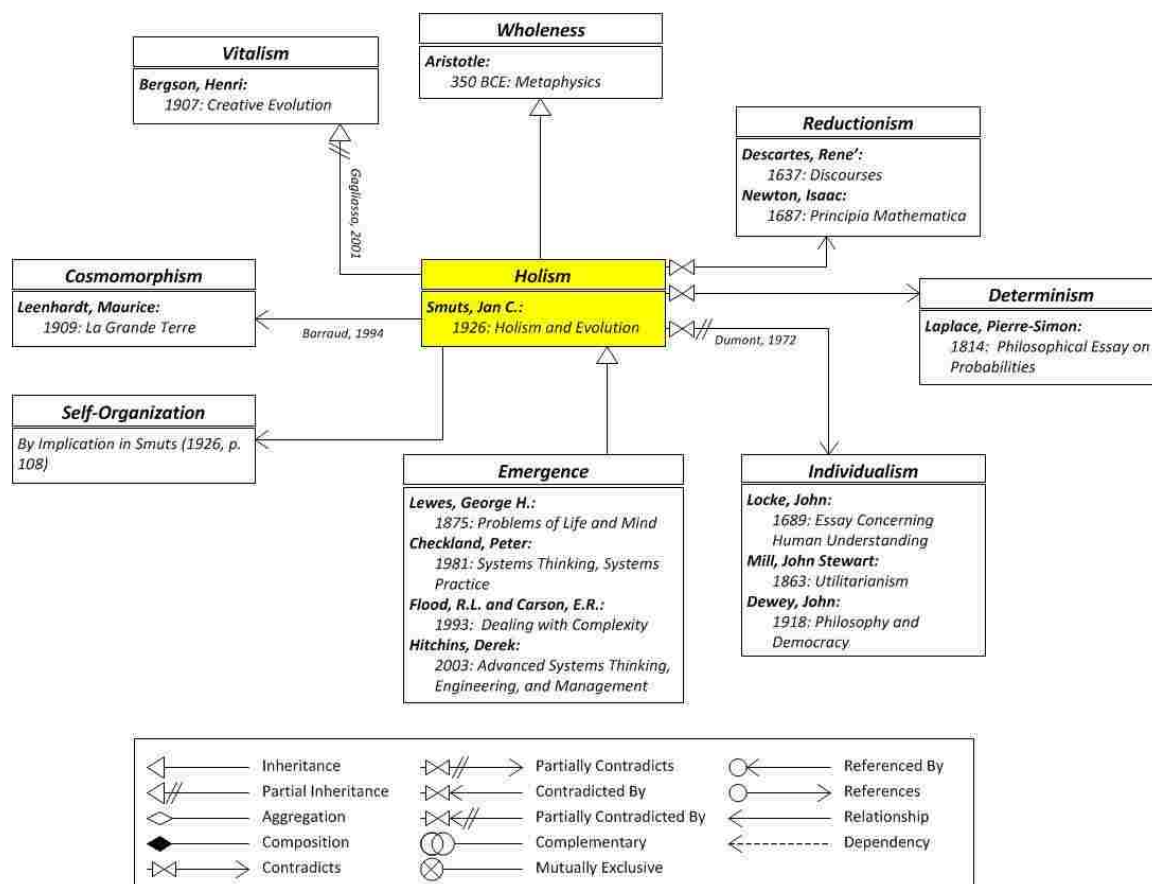 Wholeness
Aristotle:
350 BCE: Metaphysics
Vitalism
Bergson, Henri:
1907: Creative Evolution
Reductionism
Descartes, Rene':
1637: Discourses
Newton, Isaac:
1687: Principia Mathematica
Gagliasso, 2001
Cosmomorphism
Leenhardt, Maurice:
1909: La Grande Terre
Barraud, 1994
Holism
Smuts, Jan C.:
1926: Holism and Evolution
Dumont, 1972
Determinism
Laplace, Pierre-Simon:
1814: Philosophical Essay on
Probabilities
Self-Organization
By Implication in Smuts (1926, p.
108)
Emergence
Lewes, George H.:
1875: Problems of Life and Mind
Checkland, Peter:
1981: Systems Thinking, Systems
Practice
Flood, R.L. and Carson, E.R.:
1993: Dealing with Complexity
Hitchins, Derek:
2003: Advanced Systems Thinking,
Engineering, and Management
Individualism
Locke, John:
1689: Essay Concerning
Human Understanding
Mill, John Stewart:
1863: Utilitarianism
Dewey, John:
1918: Philosophy and
Democracy
Inheritance
Partial Inheritance
Aggregation
Composition
Contradicts
Partially Contradicts
Contradicted By
Partially Contradicted By
Complementary
Mutually Exclusive
Referenced By
References
Relationship
Dependency